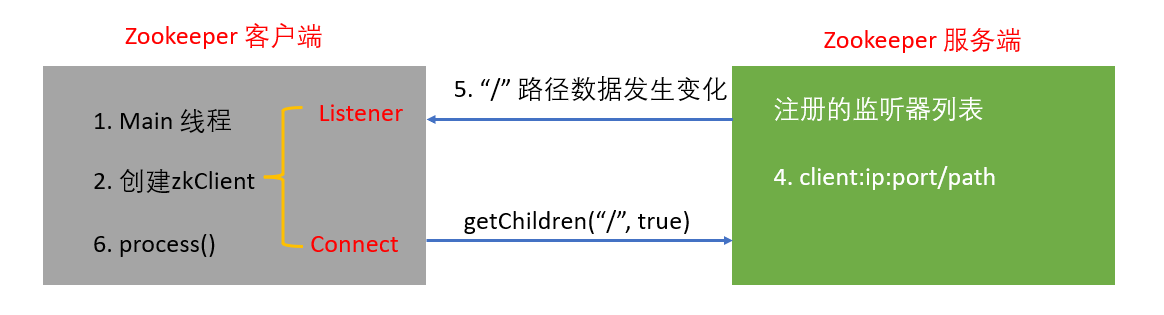 Zookeeper 客户端
Zookeeper 服务端
1. Main 线程
2. 创建zkClient
6. process()
Listener
Connect
5. “/” 路径数据发生变化
getChildren(“/”, true)
注册的监听器列表
4. client:ip:port/path